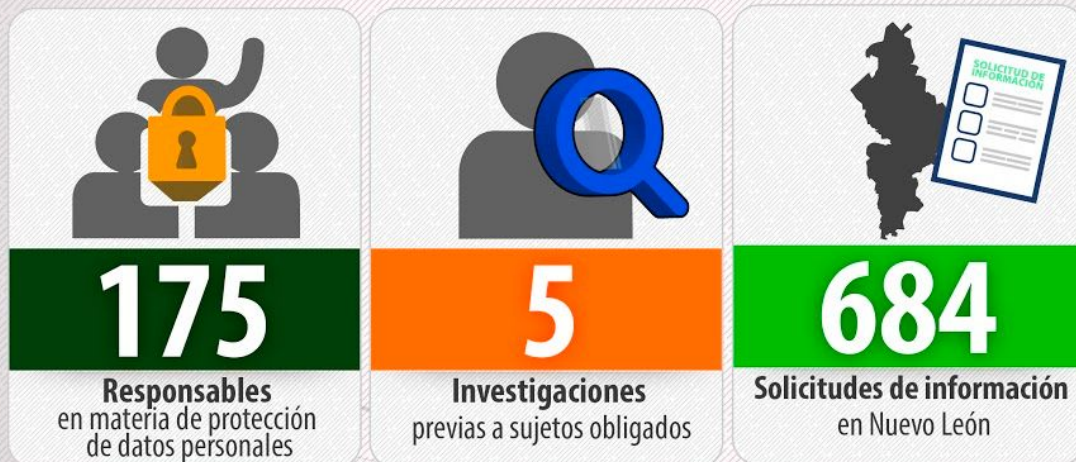 175
Responsables
en materia de protección
de datos personales
5
Investigaciones
previas a sujetos obligados
SOLICITUD DE
INFORMACIÓN
684
Solicitudes de información
en Nuevo León